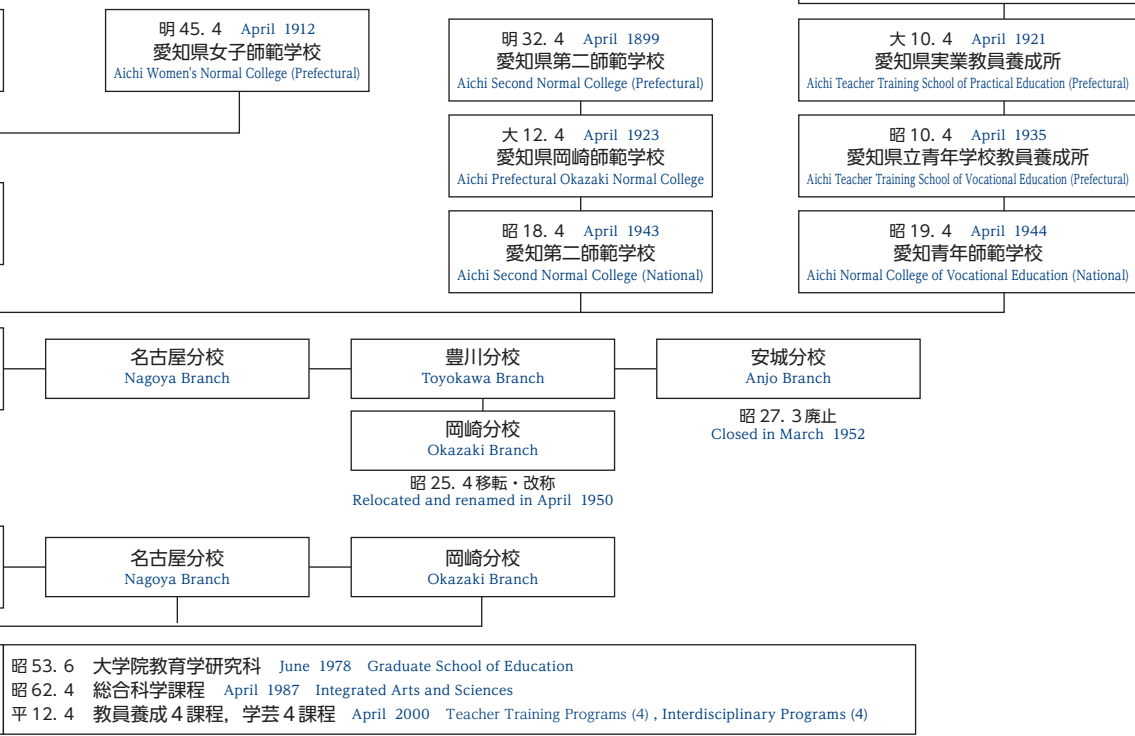 明 45. 4 April 1912
愛知県女子師範学校
Aichi Women's Normal College (Prefectural)
明 32. 4 April 1899
愛知県第二師範学校
Aichi Second Normal College (Prefectural)
大 10. 4 April 1921
愛知県実業教員養成所
Aichi Teacher Training School of Practical Education (Prefectural)
大 12. 4 April 1923
愛知県岡崎師範学校
Aichi Prefectural Okazaki Normal College
昭 10. 4 April 1935
愛知県立青年学校教員養成所
Aichi Teacher Training School of Vocational Education (Prefectural)
昭 18. 4 April 1943
愛知第二師範学校
Aichi Second Normal College (National)
昭 19. 4 April 1944
愛知青年師範学校
Aichi Normal College of Vocational Education (National)
名古屋分校
Nagoya Branch
豊川分校
Toyokawa Branch
安城分校
Anjo Branch
昭 27. 3 廃止
Closed in March 1952
岡崎分校
Okazaki Branch
昭 25. 4 移転・改称
Relocated and renamed in April 1950
名古屋分校
Nagoya Branch
岡崎分校
Okazaki Branch
昭 53. 6 大学院教育学研究科 June 1978 Graduate School of Education
昭 62. 4 総合科学課程 April 1987 Integrated Arts and Sciences
平 12. 4 教員養成４課程，学芸４課程 April 2000 Teacher Training Programs (4) , Interdisciplinary Programs (4)